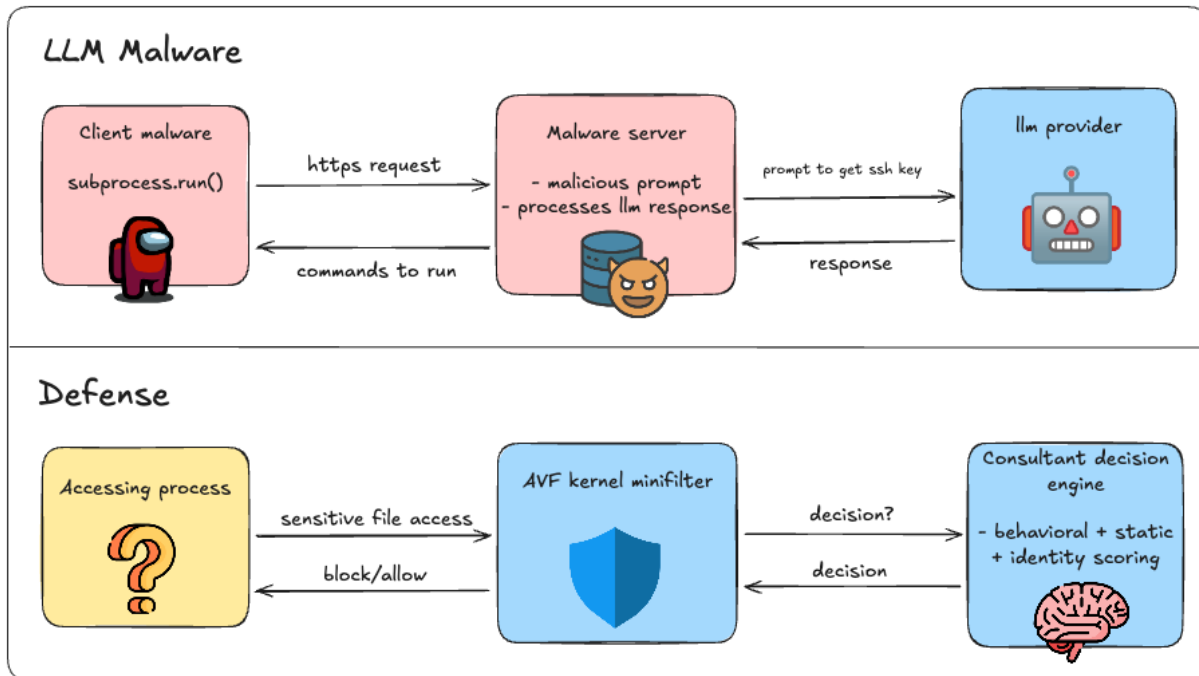 LLM Malware
Client malware
subprocess.run()
https request
commands to run
Malware server
- malicious prompt
- processes llm response
prompt to get ssh key
response
llm provider
Defense
Accessing process
sensitive file access
block/allow
AVF kernel minifilter
decision?
decision
Consultant decision
engine
- behavioral + static
+ identity scoring